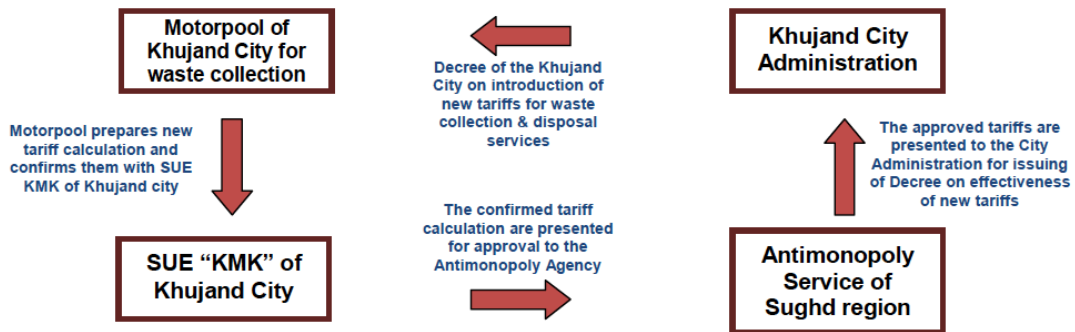 Motorpool of
Khujand City for
waste collection
Decree of the Khujand
City on introduction of
new tariffs for waste
collection & disposal
services
Khujand City
Administration
Motorpool prepares new
tariff calculation and
confirms them with SUE
KMK of Khujand city
The approved tariffs are
presented to the City
Administration for issuing
of Decree on effectiveness
of new tariffs
SUE “KMK” of
Khujand City
The confirmed tariff
calculation are presented
for approval to the
Antimonopoly Agency
Antimonopoly
Service of
Sughd region